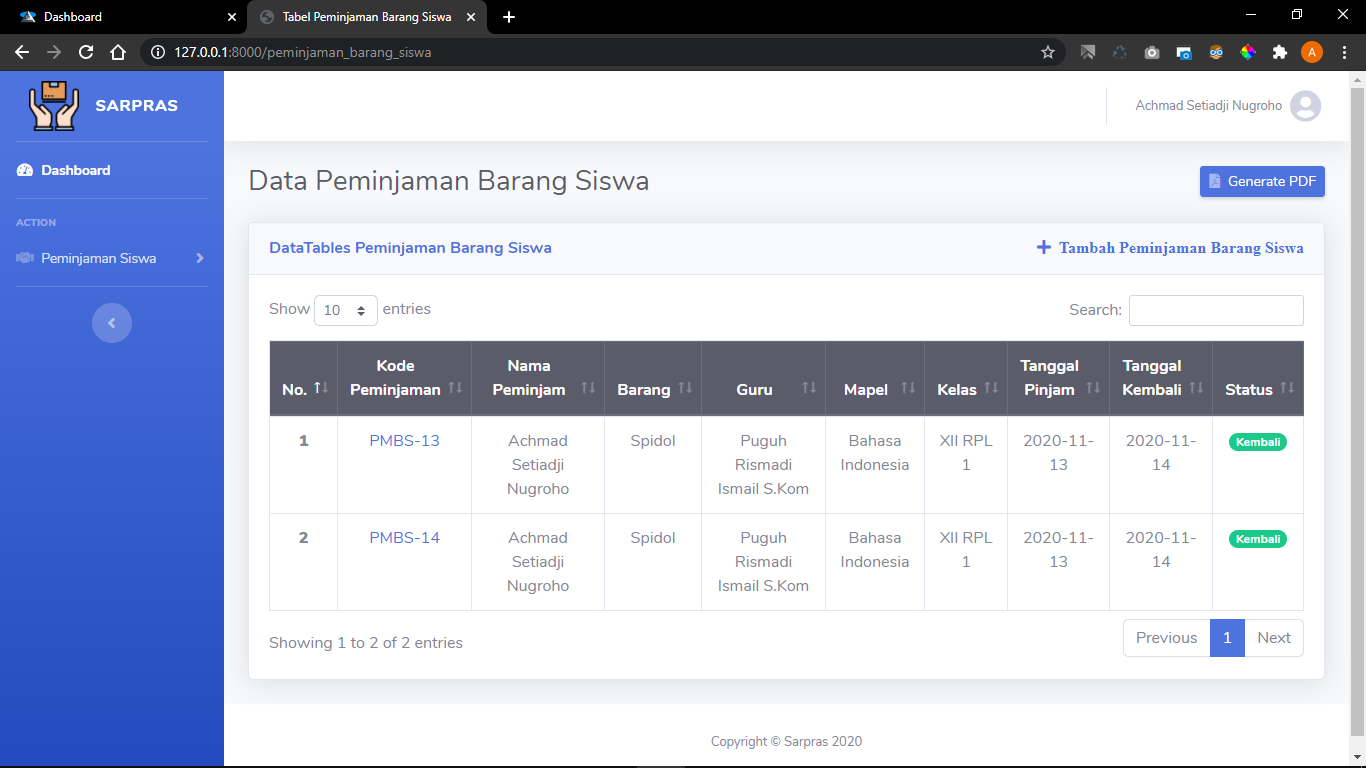 Dashboard
Tabel Peminjaman Barang Siswa
127.0.0.1:8000/peminjaman_barang_siswa
A
SARPRAS
Achmad Setiadji Nugroho
Dashboard
ACTION
Peminjaman Siswa
Data Peminjaman Barang Siswa
Generate PDF
DataTables Peminjaman Barang Siswa
Tambah Peminjaman Barang Siswa
Show 10 entries
Search:
No. Kode Peminjaman Nama Peminjam Barang Guru Mapel Kelas Tanggal Pinjam Tanggal Kembali Status
1 PMBS-13 Achmad Setiadji Nugroho Spidol Puguh Rismadi Ismail S.Kom Bahasa Indonesia XII RPL 1 2020-11-13 2020-11-14 Kembali
2 PMBS-14 Achmad Setiadji Nugroho Spidol Puguh Rismadi Ismail S.Kom Bahasa Indonesia XII RPL 1 2020-11-13 2020-11-14 Kembali
Showing 1 to 2 of 2 entries
Previous 1 Next
Copyright © Sarpras 2020